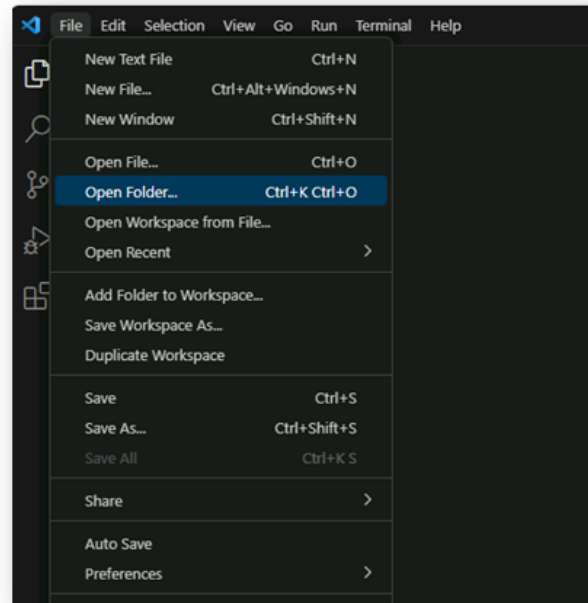 File Edit Selection View Go Run Terminal Help
New Text File Ctrl+N
New File... Ctrl+Alt+Windows+N
New Window Ctrl+Shift+N
Open File... Ctrl+O
Open Folder... Ctrl+K Ctrl+O
Open Workspace from File...
Open Recent
Add Folder to Workspace...
Save Workspace As...
Duplicate Workspace
Save Ctrl+S
Save As... Ctrl+Shift+S
Save All Ctrl+K S
Share
Auto Save
Preferences